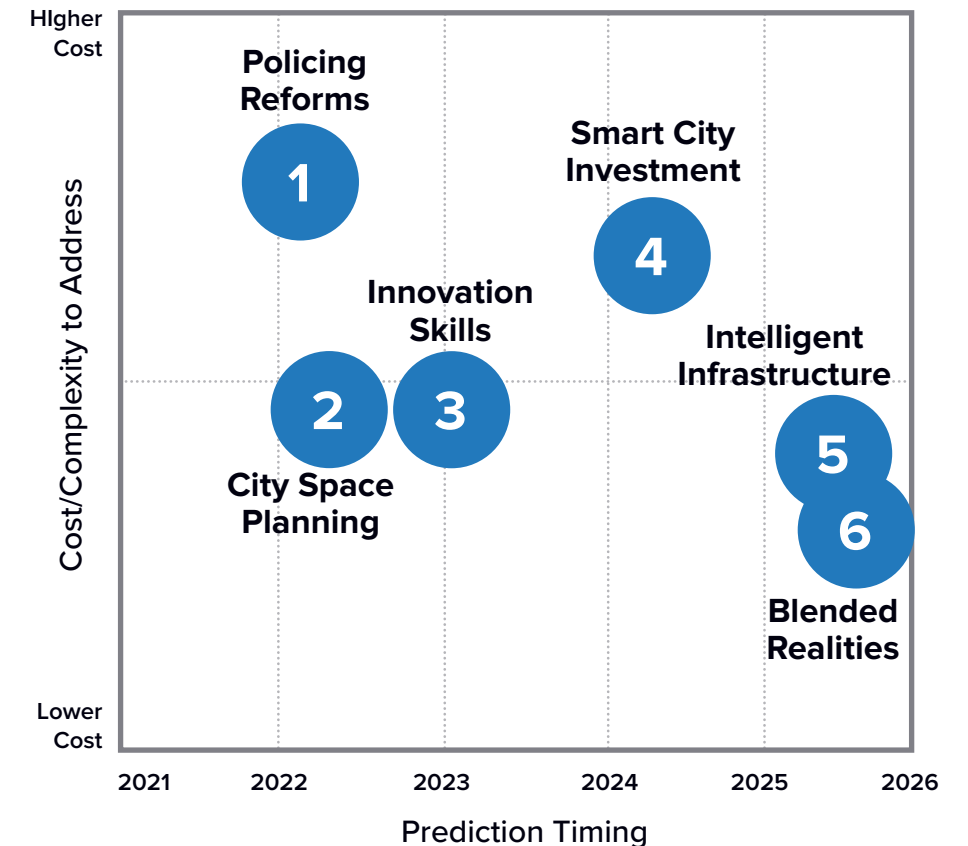 HIgher
Cost
Policing
Reforms
1
Smart City
Investment
4
Innovation
Skills
Intelligent
Infrastructure
2
3
5
City Space
Planning
6
Blended
Realities
Cost/Complexity to Address
Lower
Cost
2021 2022 2023 2024 2025 2026
Prediction Timing